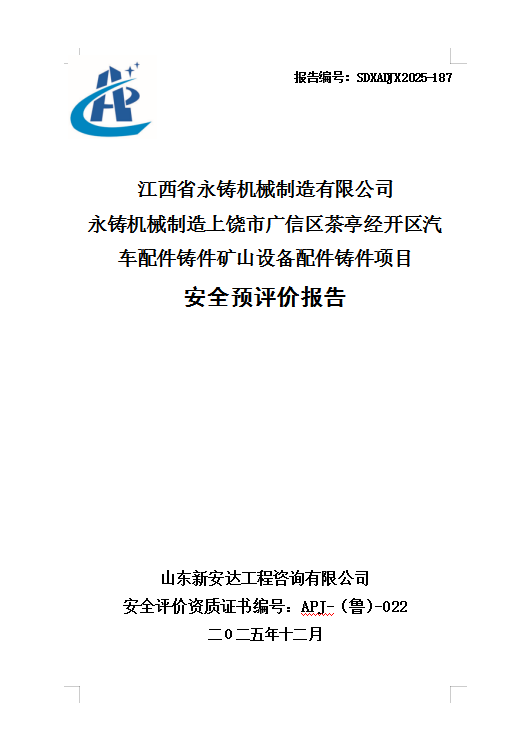 报告编号：SDXADJX2025-187
江西省永铸机械制造有限公司
永铸机械制造上饶市广信区茶亭经开区汽
车配件铸件矿山设备配件铸件项目
安全预评价报告
山东新安达工程咨询有限公司
安全评价资质证书编号：APJ-（鲁）-022
二０二五年十二月